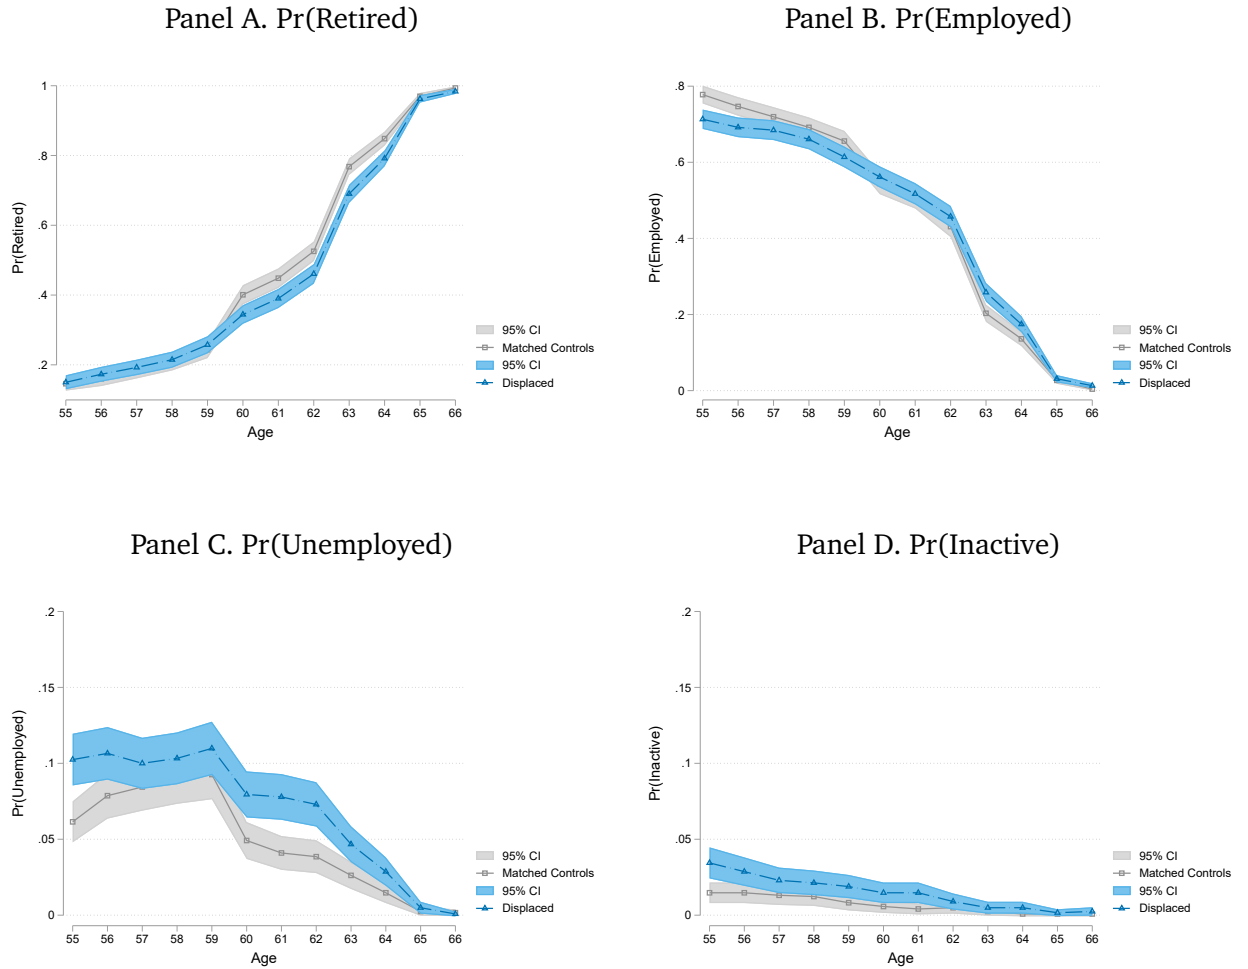 Panel A. Pr(Retired)
Pr(Retired)
1
.8
.6
.4
.2
55 56 57 58 59 60 61 62 63 64 65 66
Age
95% CI
Matched Controls
95% CI
Displaced
Panel B. Pr(Employed)
Pr(Employed)
.8
.6
.4
.2
0
55 56 57 58 59 60 61 62 63 64 65 66
Age
95% CI
Matched Controls
95% CI
Displaced
Panel C. Pr(Unemployed)
Pr(Unemployed)
.2
.15
.1
.05
0
55 56 57 58 59 60 61 62 63 64 65 66
Age
95% CI
Matched Controls
95% CI
Displaced
Panel D. Pr(Inactive)
Pr(Inactive)
.2
.15
.1
.05
0
55 56 57 58 59 60 61 62 63 64 65 66
Age
95% CI
Matched Controls
95% CI
Displaced